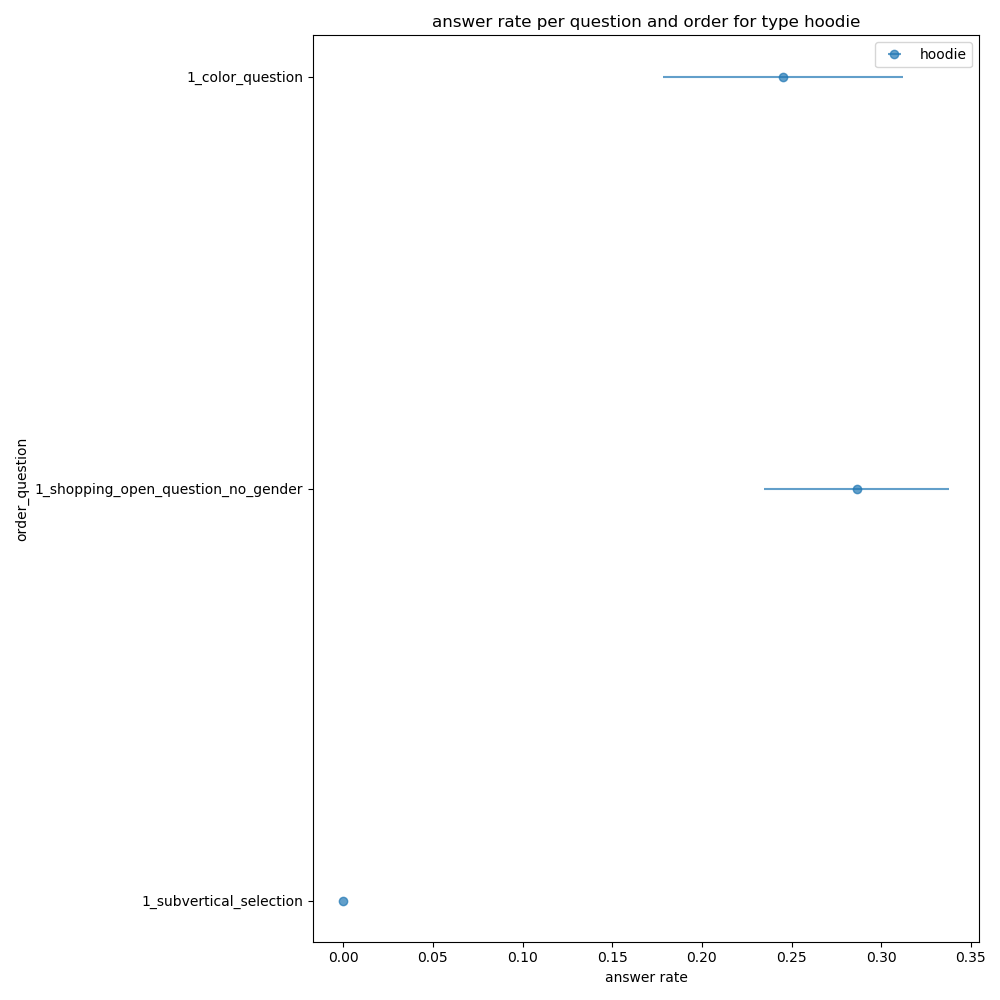 answer rate per question and order for type hoodie
hoodie
1_color_question
1_shopping_open_question_no_gender
1_subvertical_selection
order_question
0.00 0.05 0.10 0.15 0.20 0.25 0.30 0.35
answer rate